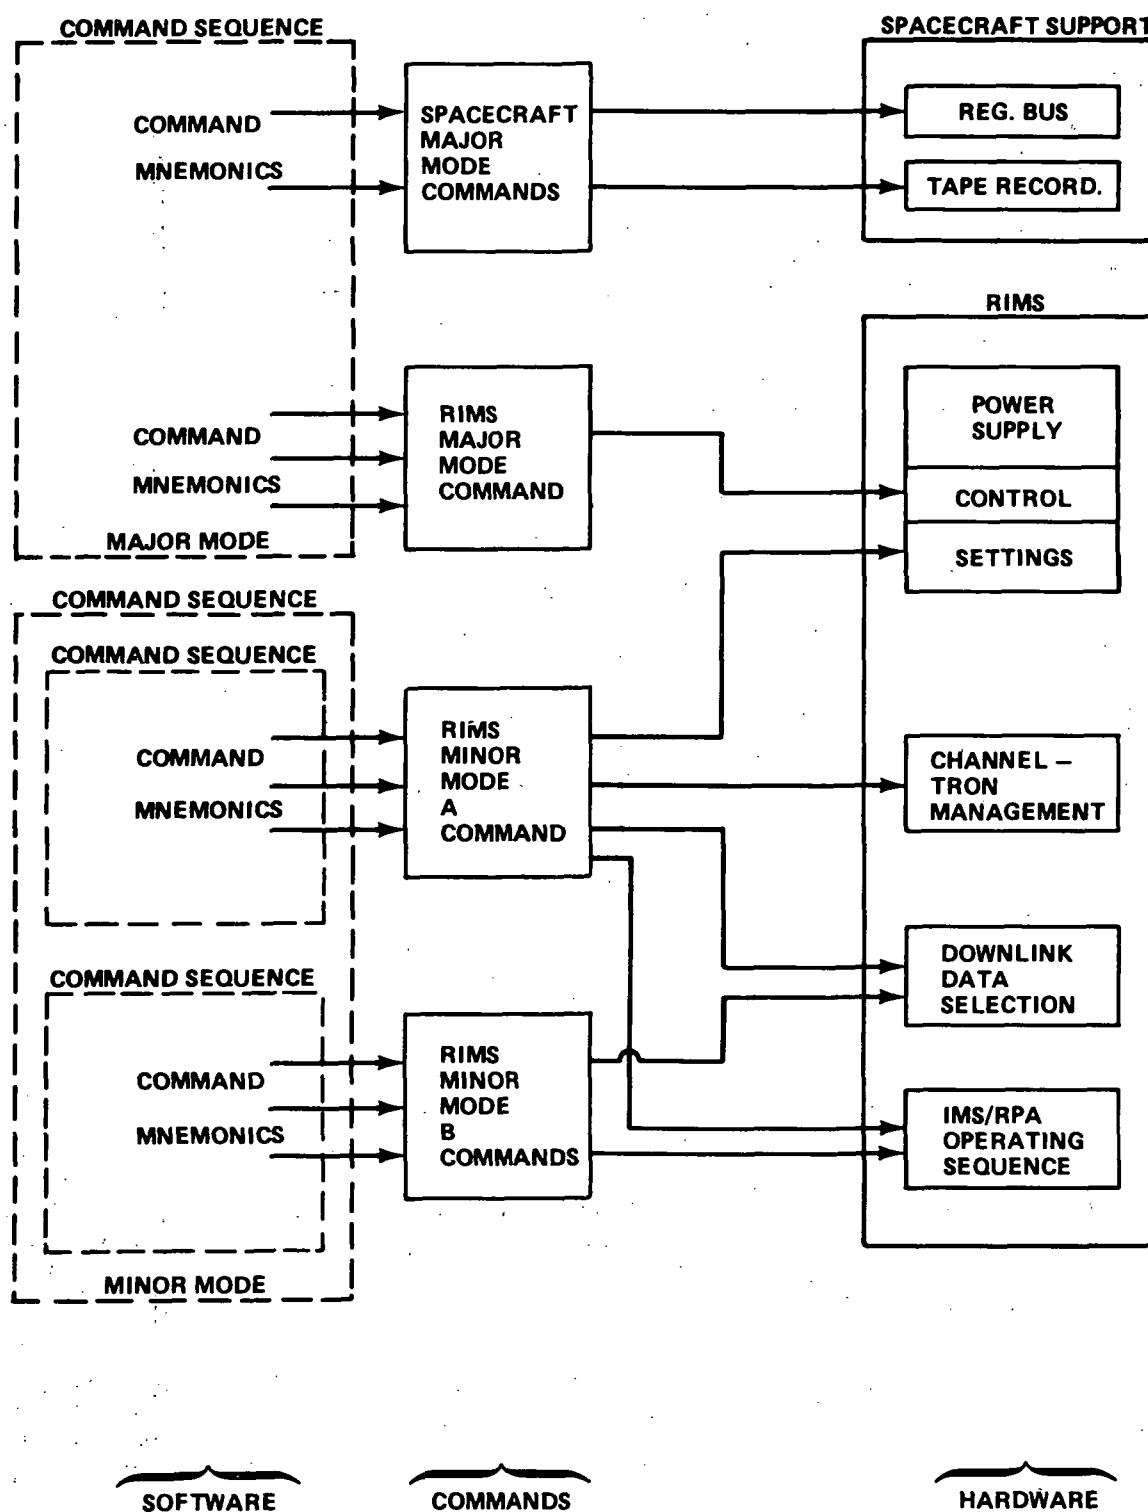 COMMAND SEQUENCE
SPACECRAFT SUPPORT
COMMAND
MNEMONICS
SPACECRAFT
MAJOR
MODE
COMMANDS
REG. BUS
TAPE RECORD.
RIMS
COMMAND
MNEMONICS
MAJOR MODE
RIMS
MAJOR
MODE
COMMAND
POWER
SUPPLY
CONTROL
SETTINGS
COMMAND SEQUENCE
COMMAND SEQUENCE
COMMAND
MNEMONICS
RIMS
MINOR
MODE
A
COMMAND
CHANNEL –
TRON
MANAGEMENT
COMMAND SEQUENCE
COMMAND
MNEMONICS
MINOR MODE
RIMS
MINOR
MODE
B
COMMANDS
DOWNLINK
DATA
SELECTION
IMS/RPA
OPERATING
SEQUENCE
SOFTWARE
COMMANDS
HARDWARE